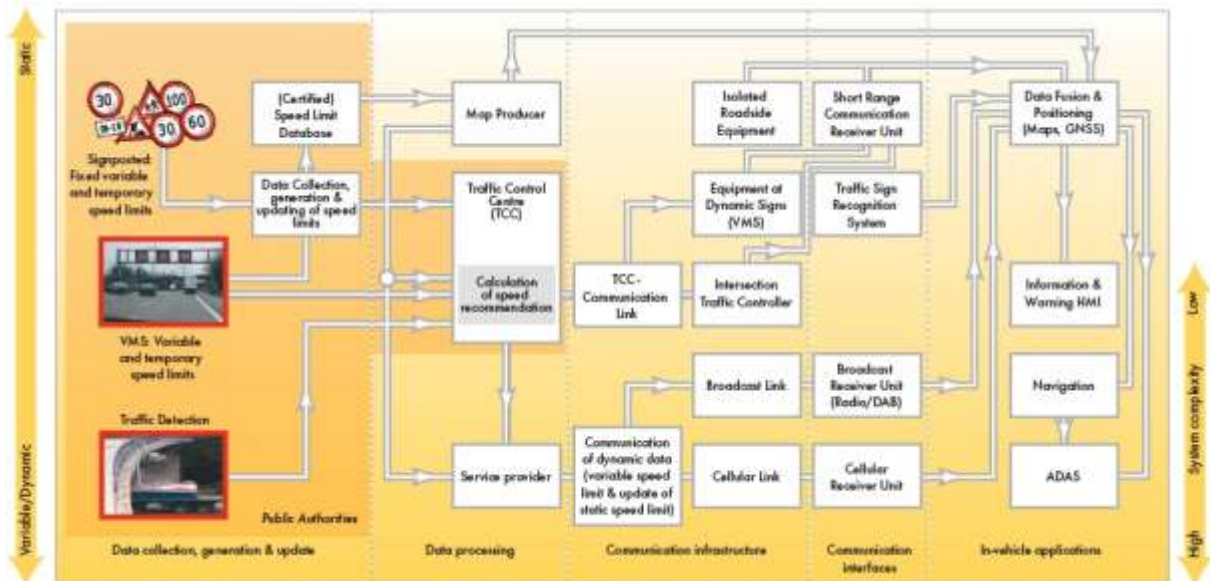 Static
Variable/Dynamic
30
100
30
60
Signposted:
Fixed variable
and temporary
speed limits
VMS: Variable
and temporary
speed limits
Traffic Detection
Public Authorities
(Certified)
Speed Limit
Database
Data Collection,
generation &
updating of speed
limits
Map Producer
Traffic Control
Centre
(TCC)
Calculation
of speed
recommendation
Service provider
TCC -
Communication
Link
Communication
of dynamic data
(variable speed
limit & update of
static speed limit)
Isolated
Roadside
Equipment
Equipment at
Dynamic Signs
(VMS)
Intersection
Traffic Controller
Broadcast Link
Cellular Link
Short Range
Communication
Receiver Unit
Traffic Sign
Recognition
System
Broadcast
Receiver Unit
(Radio/DAB)
Cellular
Receiver Unit
Data Fusion &
Positioning
(Maps, GNSS)
Information &
Warning HMI
Navigation
ADAS
Data collection, generation & update
Data processing
Communication infrastructure
Communication
interfaces
In-vehicle applications
Low
System complexity
High